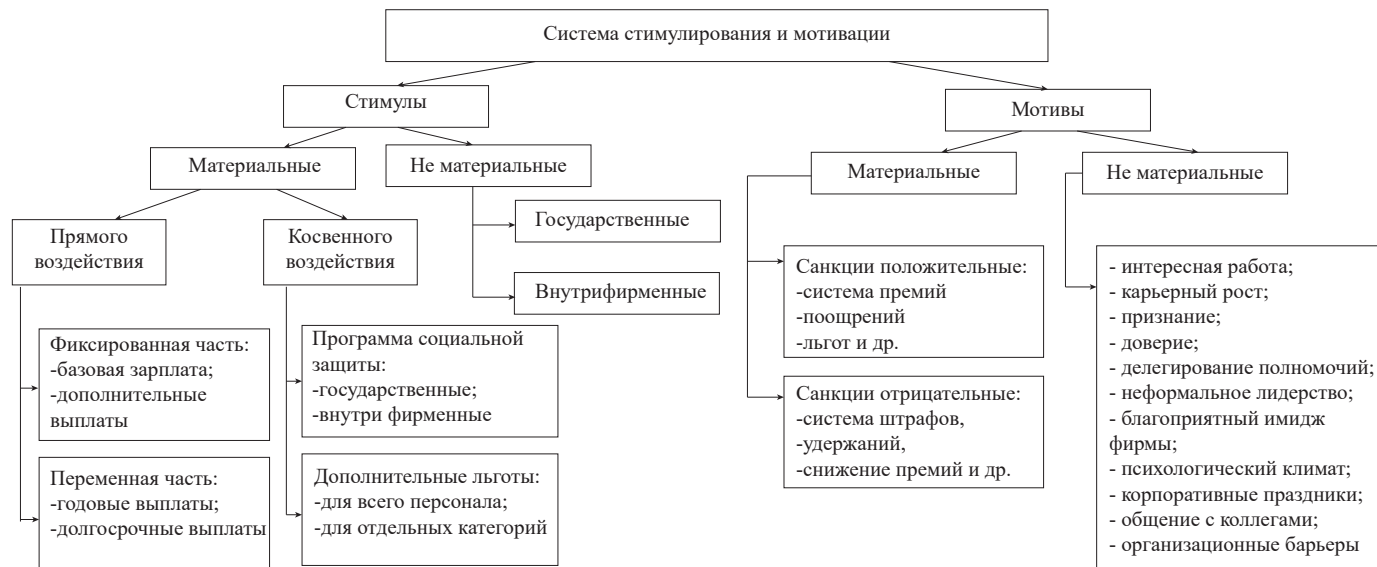 Система стимулирования и мотивации
Стимулы
Мотивы
Материальные
Не материальные
Материальные
Не материальные
Прямого
воздействия
Косвенного
воздействия
Государственные
Внутрифирменные
Фиксированная часть:
-базовая зарплата;
-дополнительные
выплаты
Переменная часть:
-годовые выплаты;
-долгосрочные выплаты
Программа социальной
защиты:
-государственные;
-внутри фирменные
Дополнительные льготы:
-для всего персонала;
-для отдельных категорий
Санкции положительные:
-система премий
-поощрений
-льгот и др.
Санкции отрицательные:
-система штрафов,
-удержаний,
-снижение премий и др.
- интересная работа;
- карьерный рост;
- признание;
- доверие;
- делегирование полномочий;
- неформальное лидерство;
- благоприятный имидж
фирмы;
- психологический климат;
- корпоративные праздники;
- общение с коллегами;
- организационные барьеры